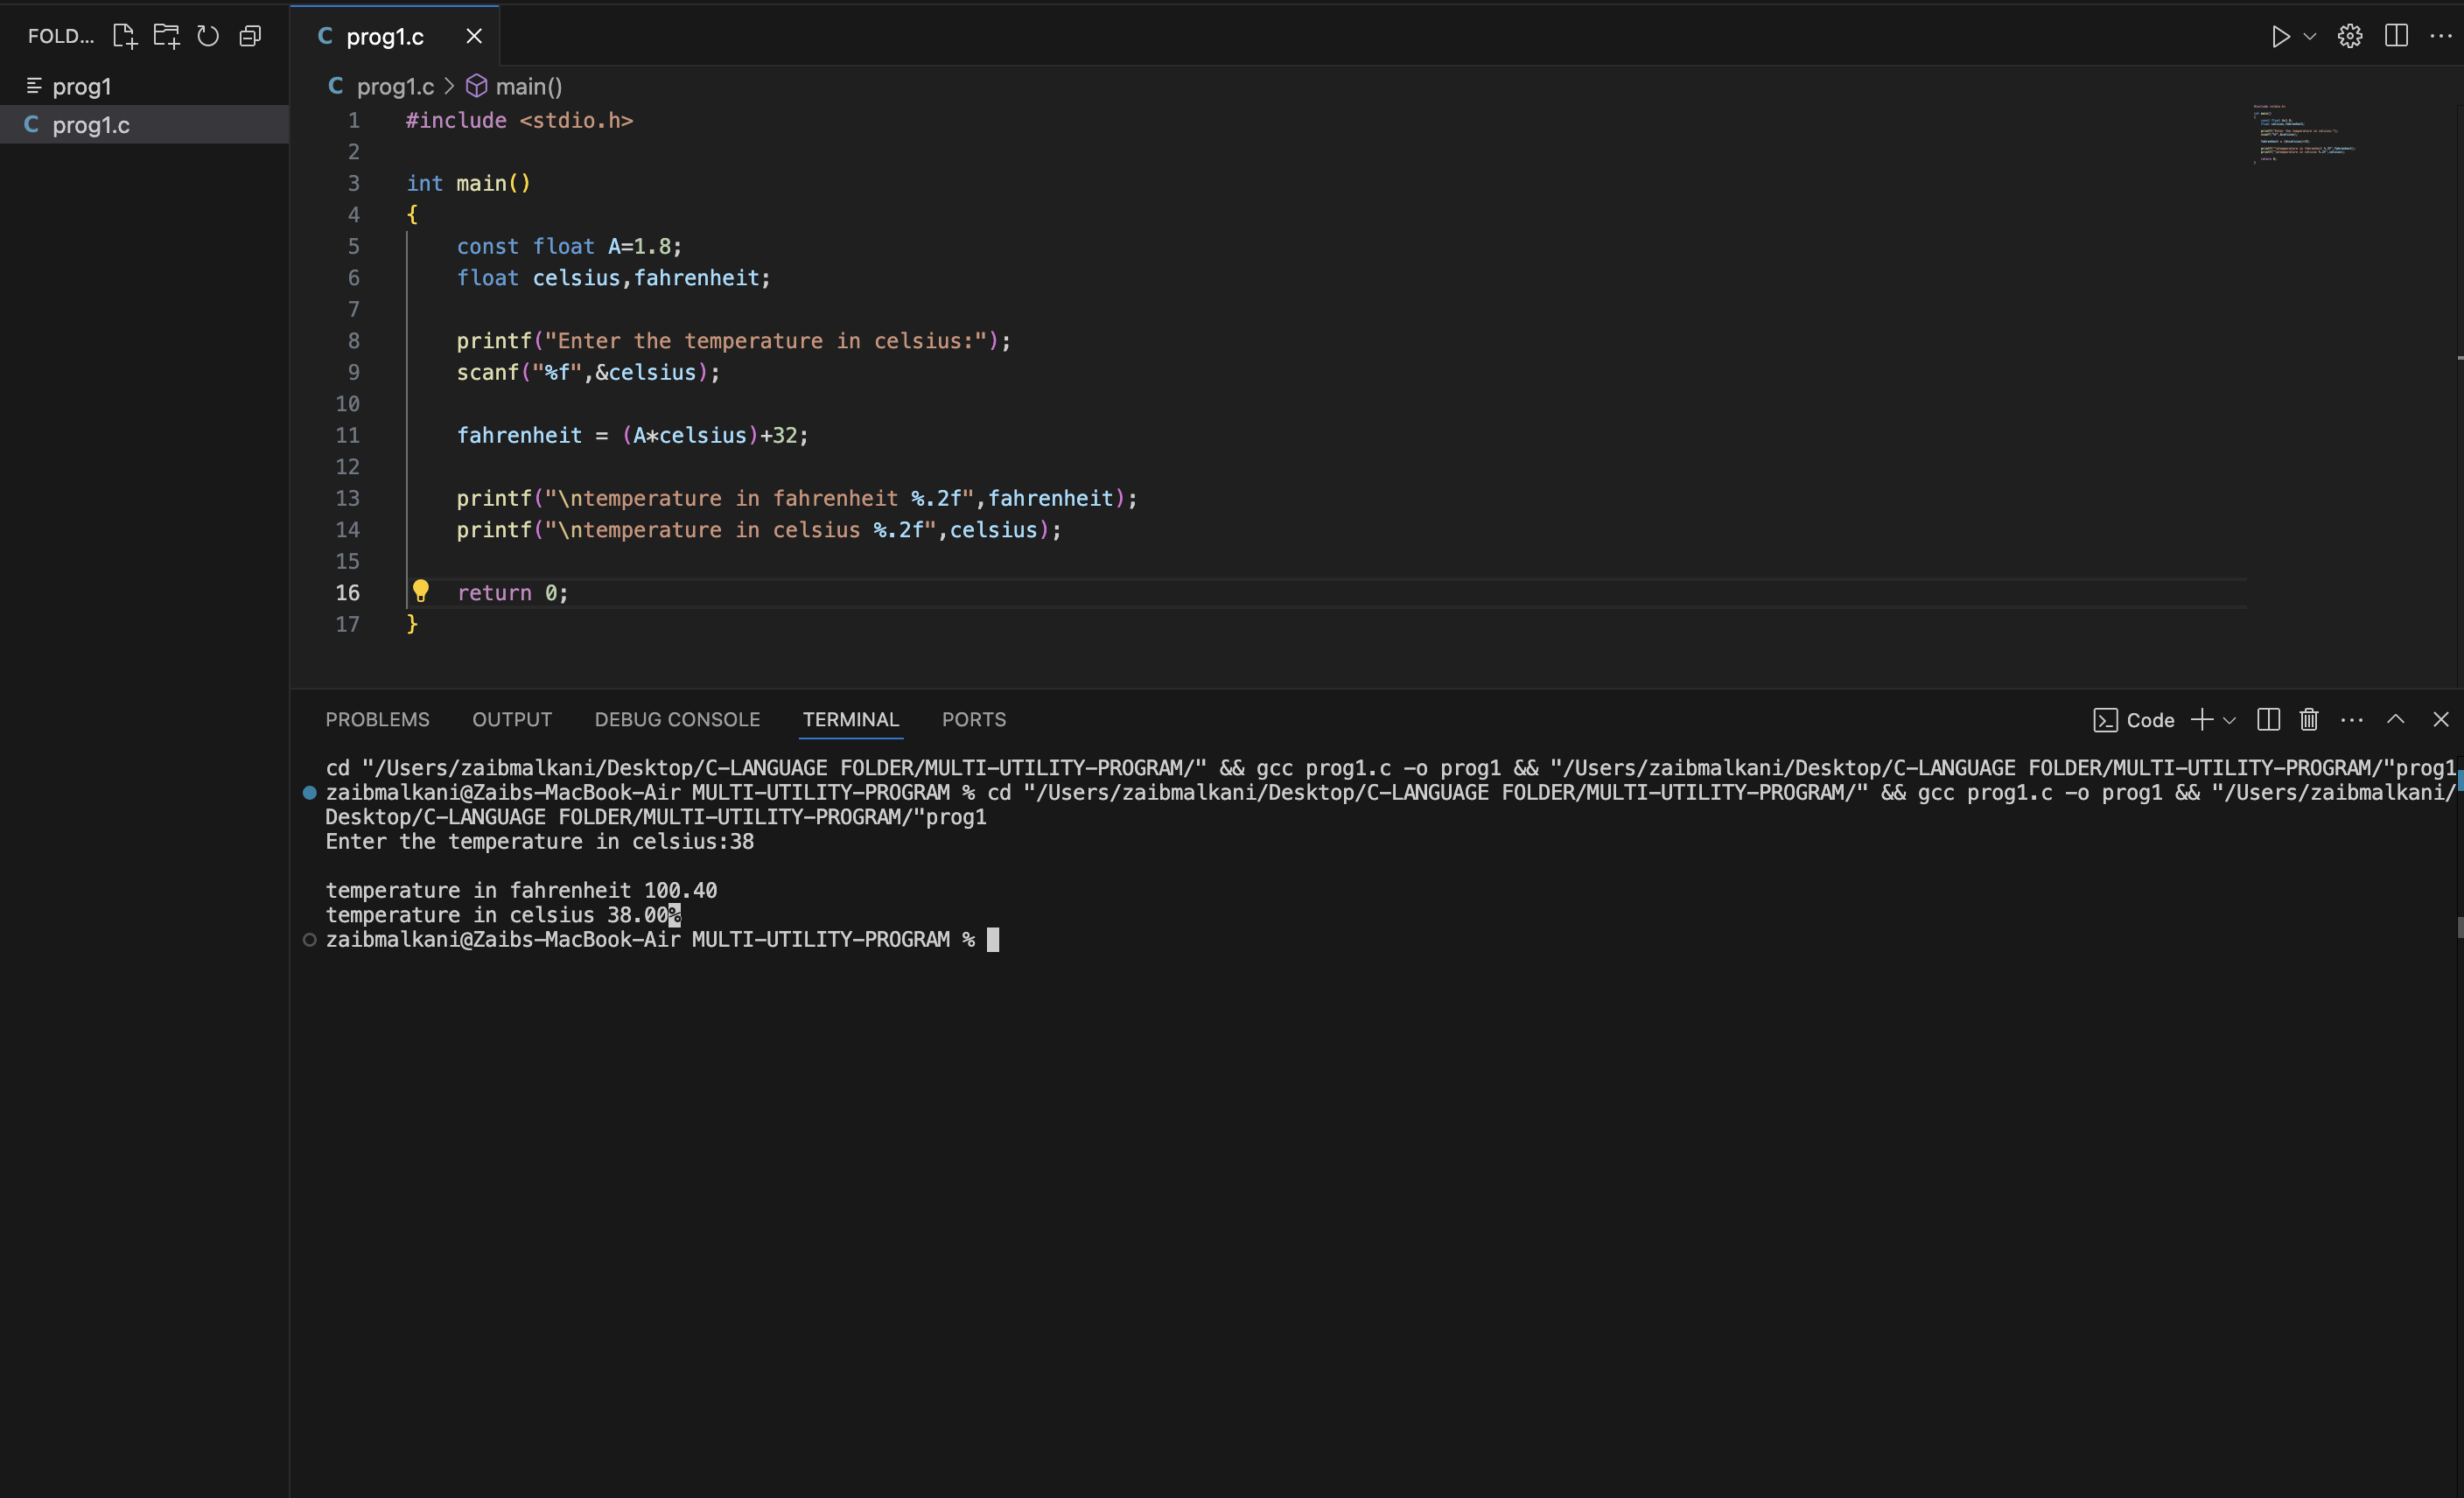 FOLD...
prog1
prog1.c
prog1.c
prog1.c > main()
1 #include <stdio.h>
2
3 int main()
4 {
5     const float A=1.8;
6     float celsius,fahrenheit;
7
8     printf("Enter the temperature in celsius:");
9     scanf("%f",&celsius);
10
11     fahrenheit = (A*celsius)+32;
12
13     printf("\ntemperature in fahrenheit %.2f",fahrenheit);
14     printf("\ntemperature in celsius %.2f",celsius);
15
16     return 0;
17 }
PROBLEMS OUTPUT DEBUG CONSOLE TERMINAL PORTS Code
cd "/Users/zaibmalkani/Desktop/C-LANGUAGE FOLDER/MULTI-UTILITY-PROGRAM/" && gcc prog1.c -o prog1 && "/Users/zaibmalkani/Desktop/C-LANGUAGE FOLDER/MULTI-UTILITY-PROGRAM/"prog1
zaibmalkani@Zaibs-MacBook-Air MULTI-UTILITY-PROGRAM % cd "/Users/zaibmalkani/Desktop/C-LANGUAGE FOLDER/MULTI-UTILITY-PROGRAM/" && gcc prog1.c -o prog1 && "/Users/zaibmalkani/
Desktop/C-LANGUAGE FOLDER/MULTI-UTILITY-PROGRAM/"prog1
Enter the temperature in celsius:38
temperature in fahrenheit 100.40
temperature in celsius 38.00%
zaibmalkani@Zaibs-MacBook-Air MULTI-UTILITY-PROGRAM %